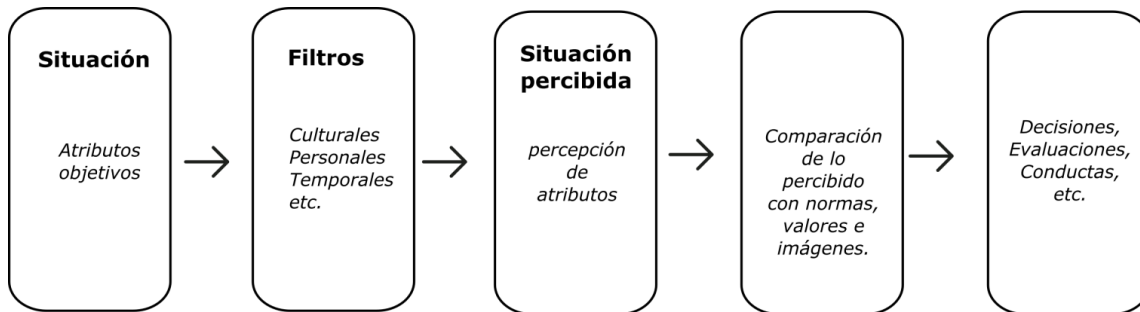 Situación
Atributos
objetivos
Filtros
Culturales
Personales
Temporales
etc.
Situación
percibida
percepción
de
atributos
Comparación
de lo
percibido
con normas,
valores e
imágenes.
Decisiones,
Evaluaciones,
Conductas,
etc.